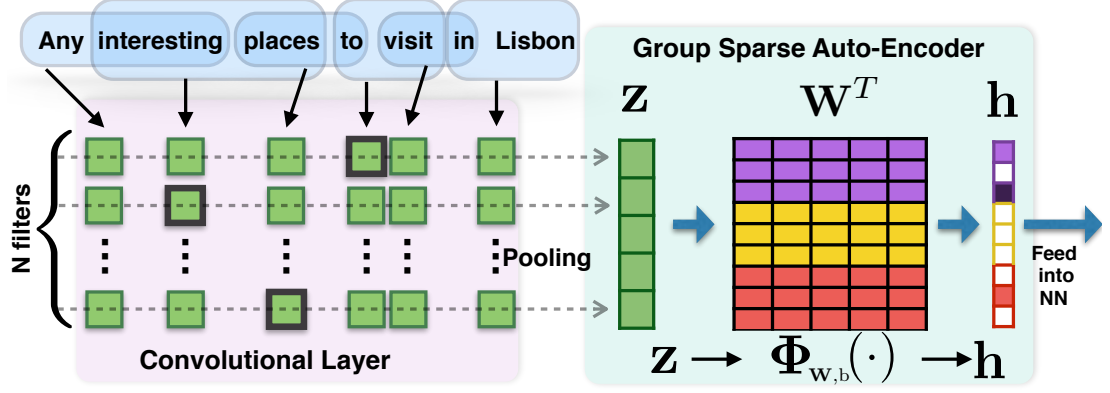 Any interesting places to visit in Lisbon
Group Sparse Auto-Encoder
z W^T h
N filters
Pooling
Feed
into
NN
Convolutional Layer
z → Φ_{w,b}(·) → h